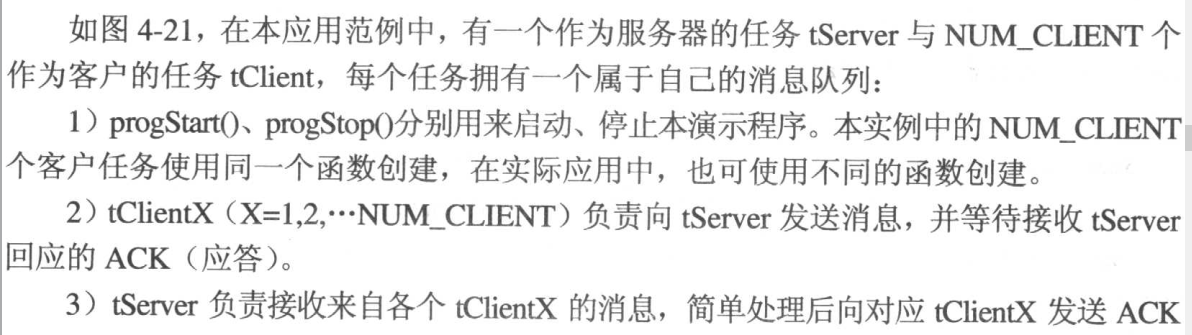 如图 4-21，在本应用范例中，有一个作为服务器的任务 tServer 与 NUM_CLIENT 个
作为客户的任务 tClient，每个任务拥有一个属于自己的消息队列：
1）progStart()、progStop()分别用来启动、停止本演示程序。本实例中的 NUM_CLIENT
个客户任务使用同一个函数创建，在实际应用中，也可使用不同的函数创建。
2）tClientX（X=1,2,…NUM_CLIENT）负责向 tServer 发送消息，并等待接收 tServer
回应的 ACK（应答）。
3）tServer 负责接收来自各个 tClientX 的消息，简单处理后向对应 tClientX 发送 ACK